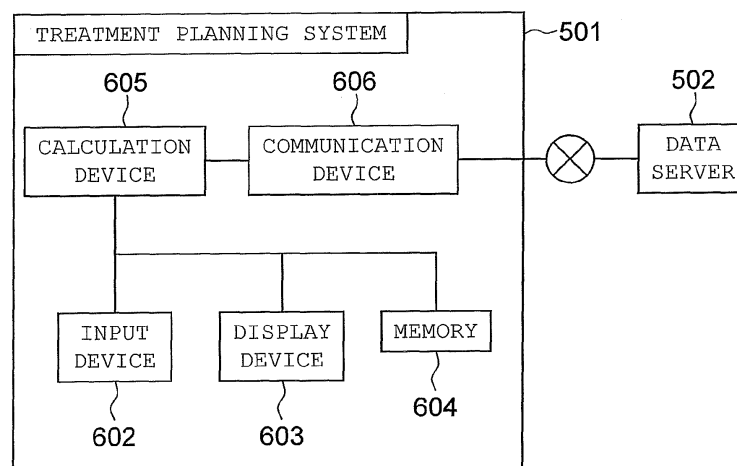 TREATMENT PLANNING SYSTEM
501
605
606
502
CALCULATION
DEVICE
COMMUNICATION
DEVICE
DATA
SERVER
INPUT
DEVICE
DISPLAY
DEVICE
MEMORY
602
603
604